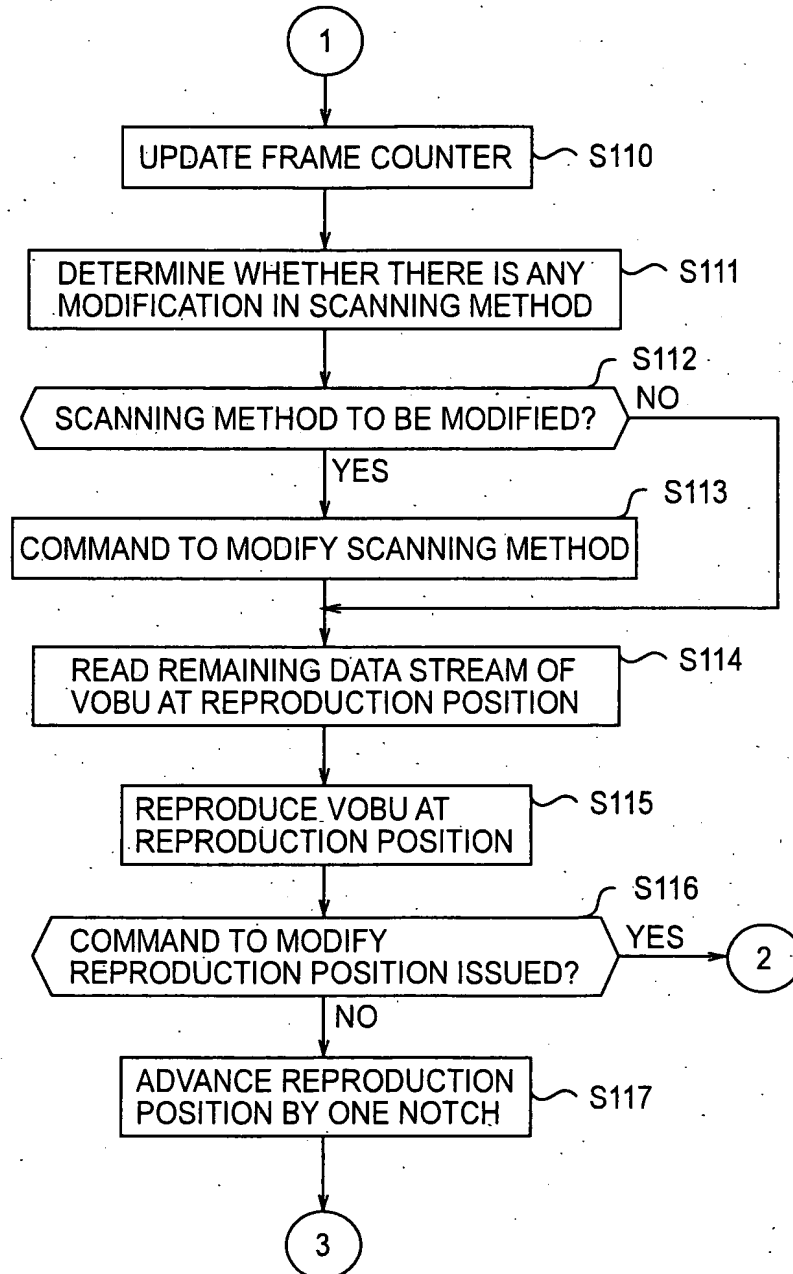 1
UPDATE FRAME COUNTER
S110
DETERMINE WHETHER THERE IS ANY
MODIFICATION IN SCANNING METHOD
S111
S112
SCANNING METHOD TO BE MODIFIED?
NO
YES
S113
COMMAND TO MODIFY SCANNING METHOD
READ REMAINING DATA STREAM OF
VOBU AT REPRODUCTION POSITION
S114
REPRODUCE VOBU AT
REPRODUCTION POSITION
S115
S116
COMMAND TO MODIFY
REPRODUCTION POSITION ISSUED?
YES
2
NO
ADVANCE REPRODUCTION
POSITION BY ONE NOTCH
S117
3